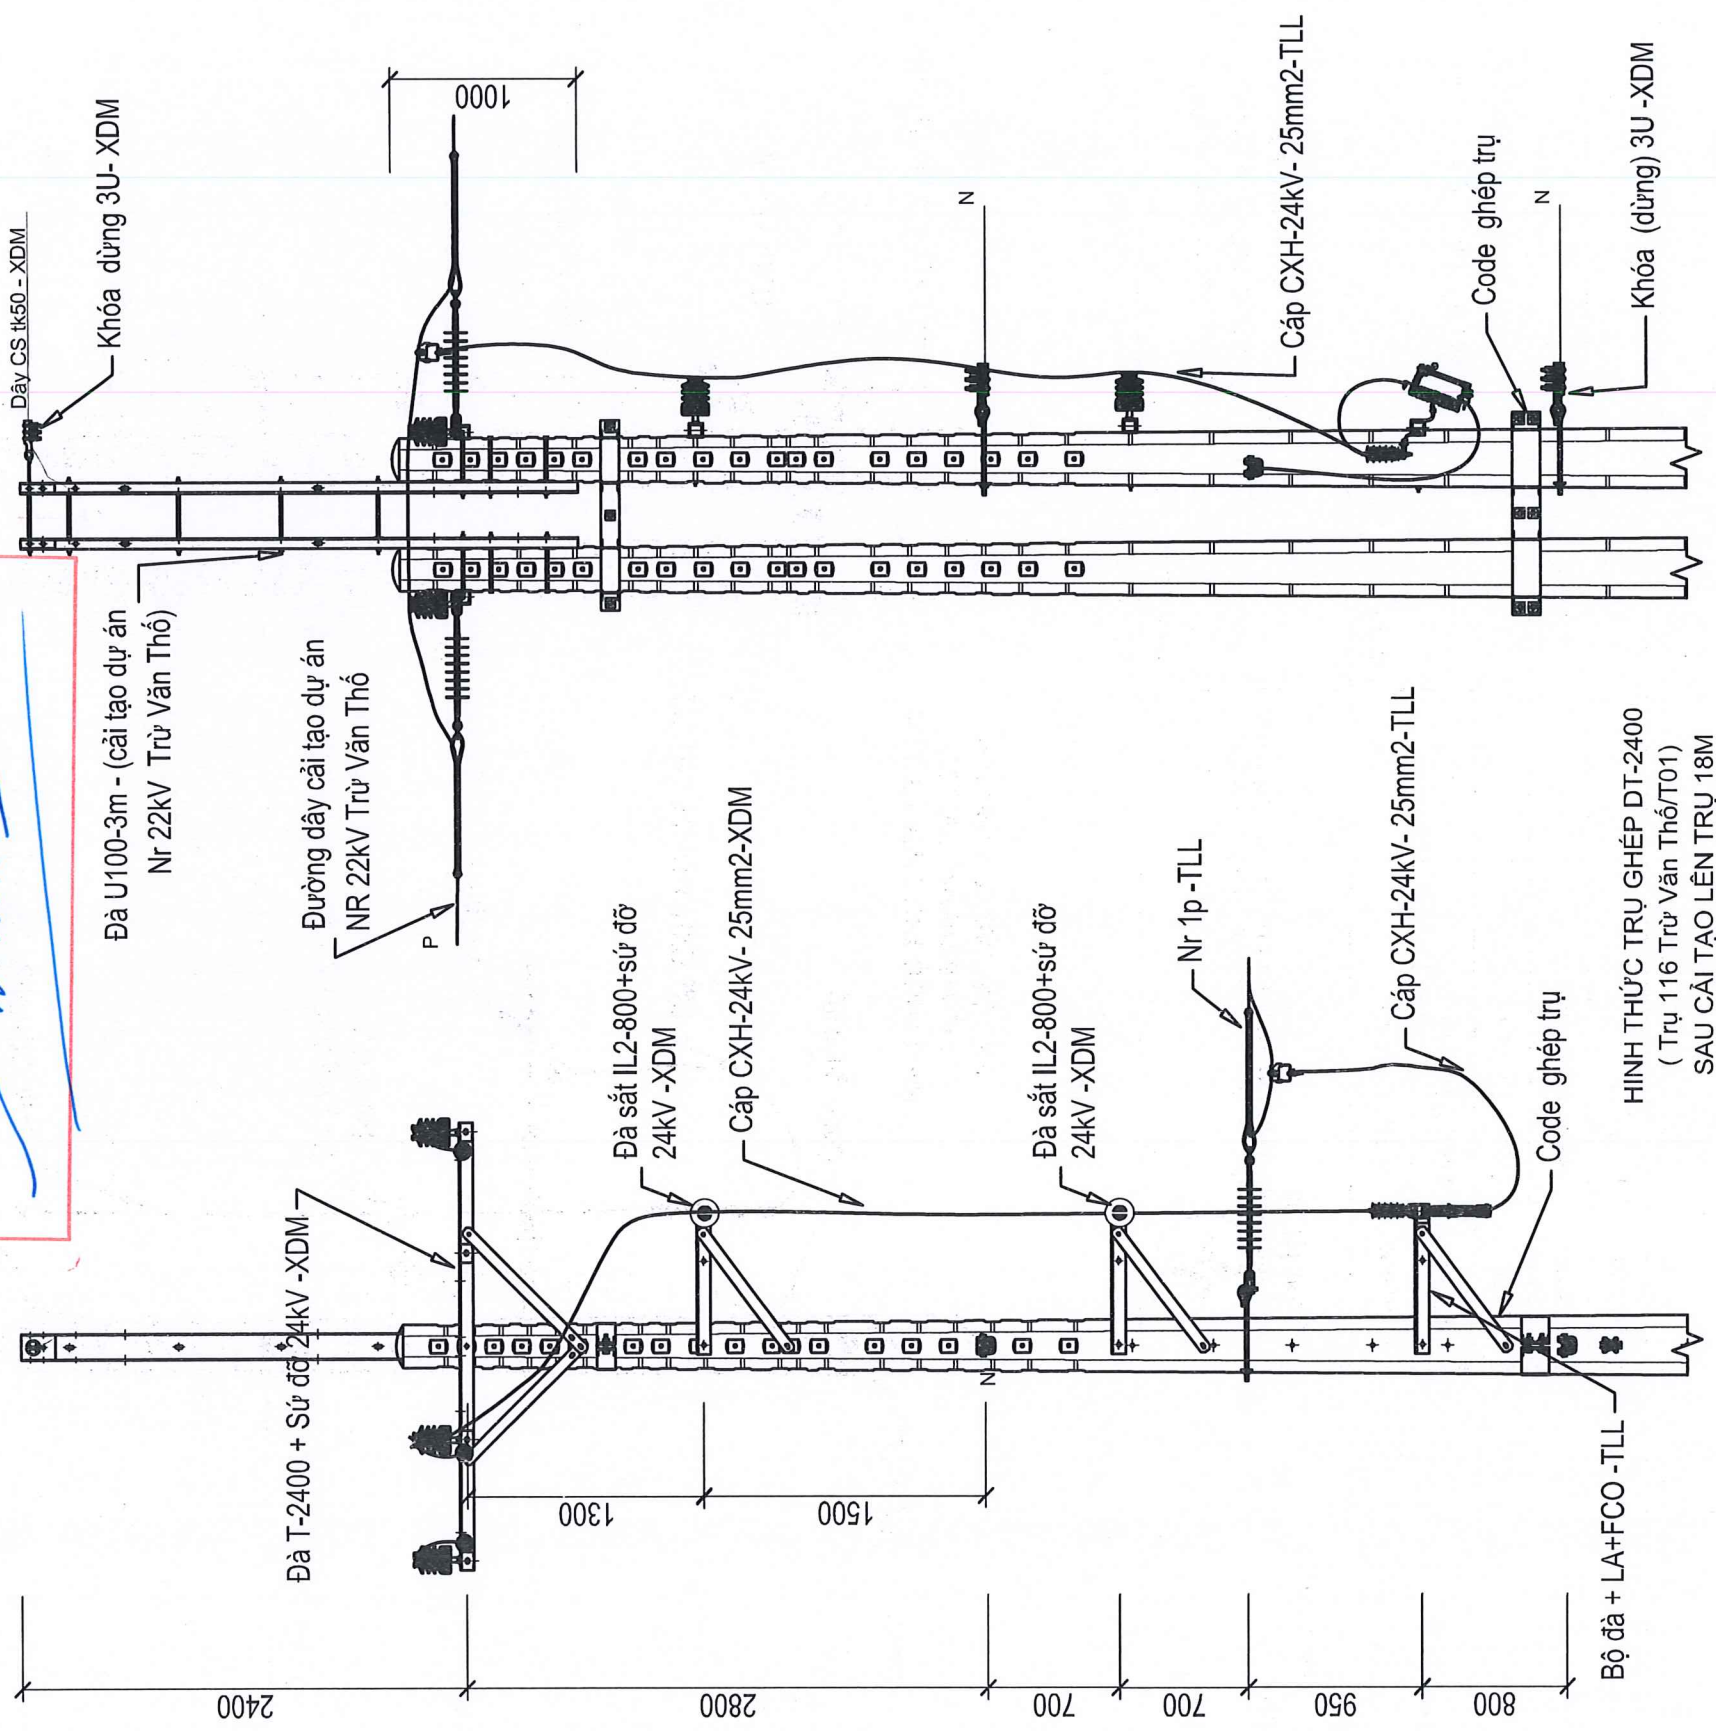 Dây CS tk50 - XDM
Khóa dừng 3U- XDM
Đà U100-3m - (cải tạo dự án
Nr 22kV Trừ Văn Thố)
Đường dây cải tạo dự án
NR 22kV Trừ Văn Thố
P
1000
N
Cáp CXH-24kV- 25mm2-TLL
Code ghép trụ
N
Khóa (dừng) 3U -XDM
Đà T-2400 + Sứ đỡ 24kV -XDM
Đà sắt IL2-800+sứ đỡ
24kV -XDM
Cáp CXH-24kV- 25mm2-XDM
Đà sắt IL2-800+sứ đỡ
24kV -XDM
Nr 1p -TLL
Cáp CXH-24kV- 25mm2-TLL
Code ghép trụ
Bộ đà + LA+FCO -TLL
N
1300
1500
2400
2800
700
700
950
800
HINH THỨC TRỤ GHÉP DT-2400
( Trụ 116 Trừ Văn Thố/T01)
SAU CẢI TẠO LÊN TRỤ 18M